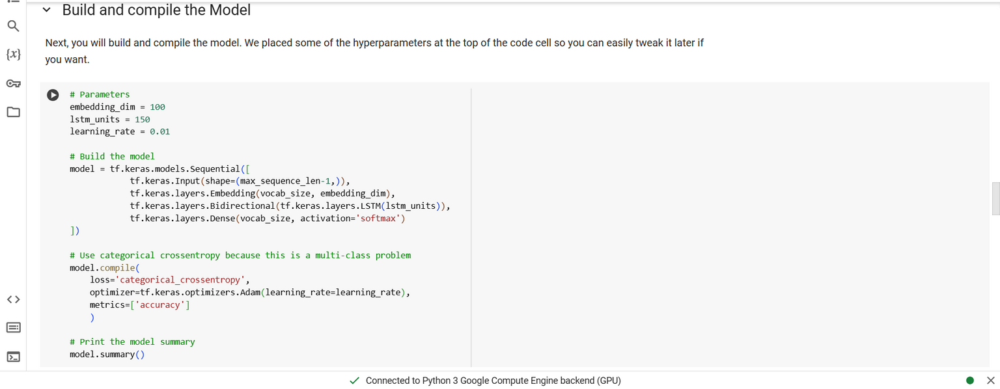 Build and compile the Model
Next, you will build and compile the model. We placed some of the hyperparameters at the top of the code cell so you can easily tweak it later if
you want.
{x}
# Parameters
embedding_dim = 100
lstm_units = 150
learning_rate = 0.01
# Build the model
model = tf.keras.models.Sequential([
            tf.keras.Input(shape=(max_sequence_len-1,)),
            tf.keras.layers.Embedding(vocab_size, embedding_dim),
            tf.keras.layers.Bidirectional(tf.keras.layers.LSTM(lstm_units)),
            tf.keras.layers.Dense(vocab_size, activation='softmax')
])
# Use categorical crossentropy because this is a multi-class problem
model.compile(
    loss='categorical_crossentropy',
    optimizer=tf.keras.optimizers.Adam(learning_rate=learning_rate),
    metrics=['accuracy']
    )
# Print the model summary
model.summary()
Connected to Python 3 Google Compute Engine backend (GPU)